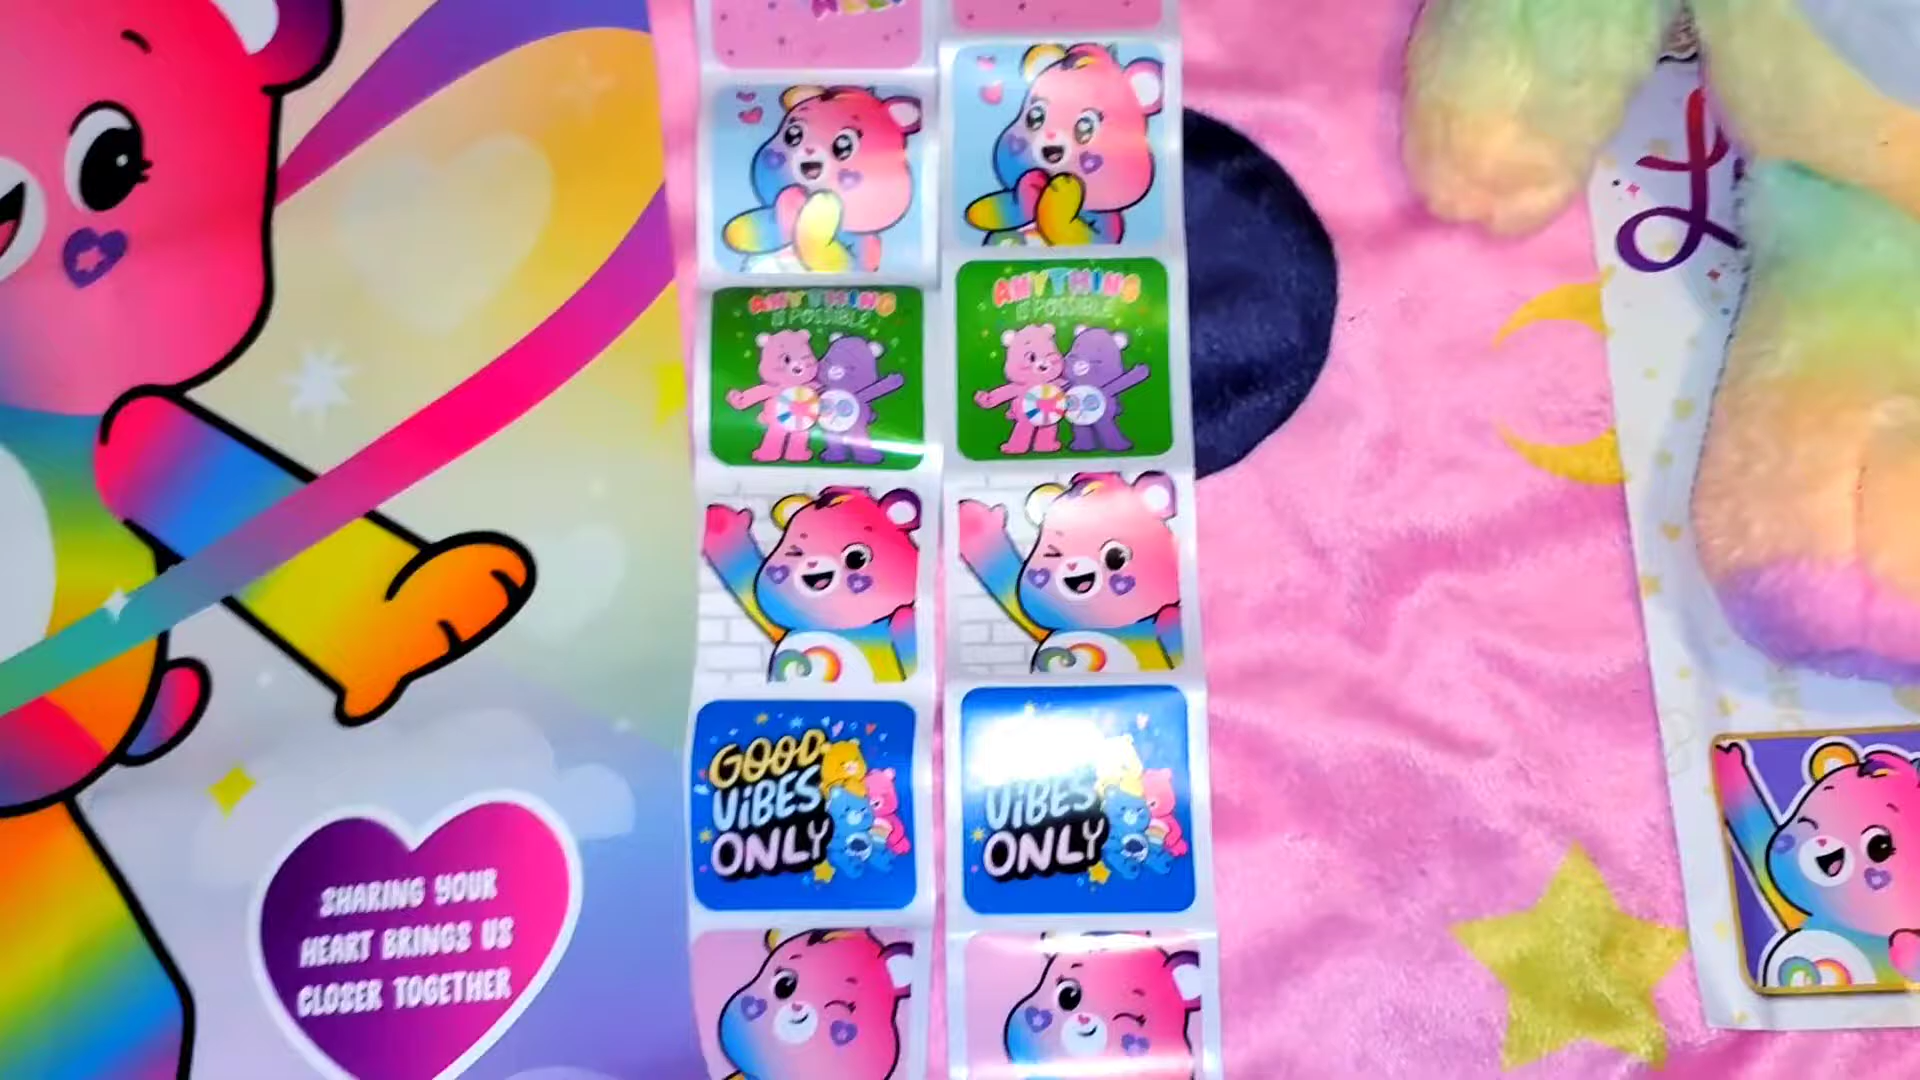 ANYTHING
IS POSSIBLE
ANYTHING
IS POSSIBLE
GOOD
VIBES
ONLY
VIBES
ONLY
SHARING YOUR
HEART BRINGS US
CLOSER TOGETHER